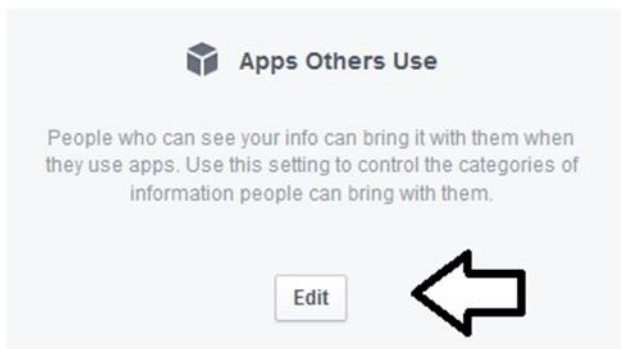 Apps Others Use
People who can see your info can bring it with them when
they use apps. Use this setting to control the categories of
information people can bring with them.
Edit